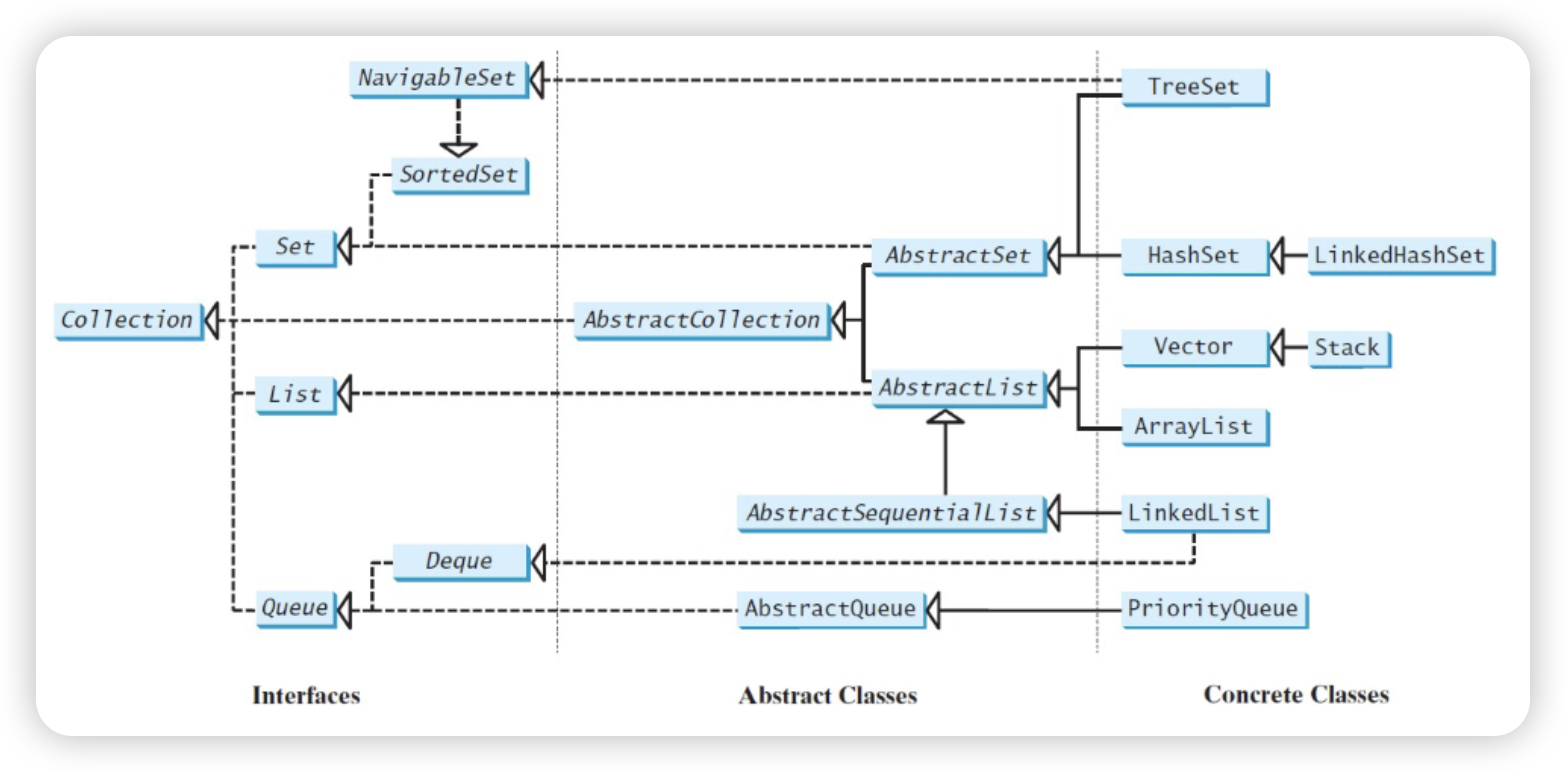 NavigableSet
TreeSet
SortedSet
Set
AbstractSet
HashSet
LinkedHashSet
Collection
AbstractCollection
Vector
Stack
List
AbstractList
ArrayList
AbstractSequentialList
LinkedList
Deque
Queue
AbstractQueue
PriorityQueue
Interfaces
Abstract Classes
Concrete Classes